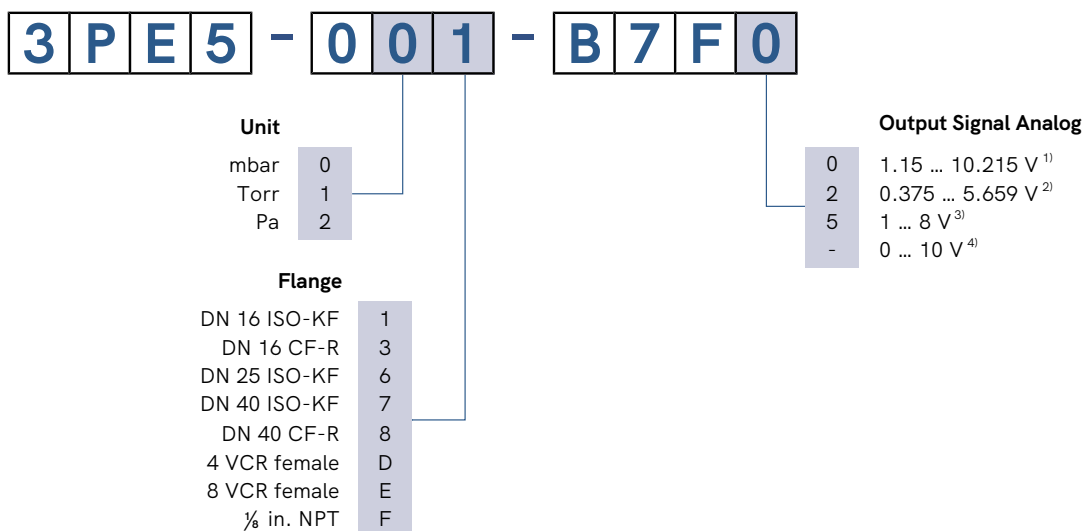 3PE5-001-B7F0
Unit
mbar 0
Torr 1
Pa 2
Flange
DN 16 ISO-KF 1
DN 16 CF-R 3
DN 25 ISO-KF 6
DN 40 ISO-KF 7
DN 40 CF-R 8
4 VCR female D
8 VCR female E
⅛ in. NPT F
Output Signal Analog
0 1.15 … 10.215 V 1)
2 0.375 … 5.659 V 2)
5 1 … 8 V 3)
- 0 … 10 V 4)